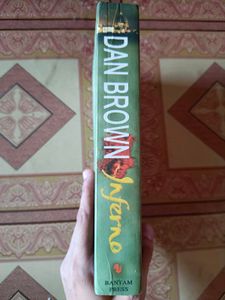 DAN BROWN
Inferno
BANTAM
PRESS